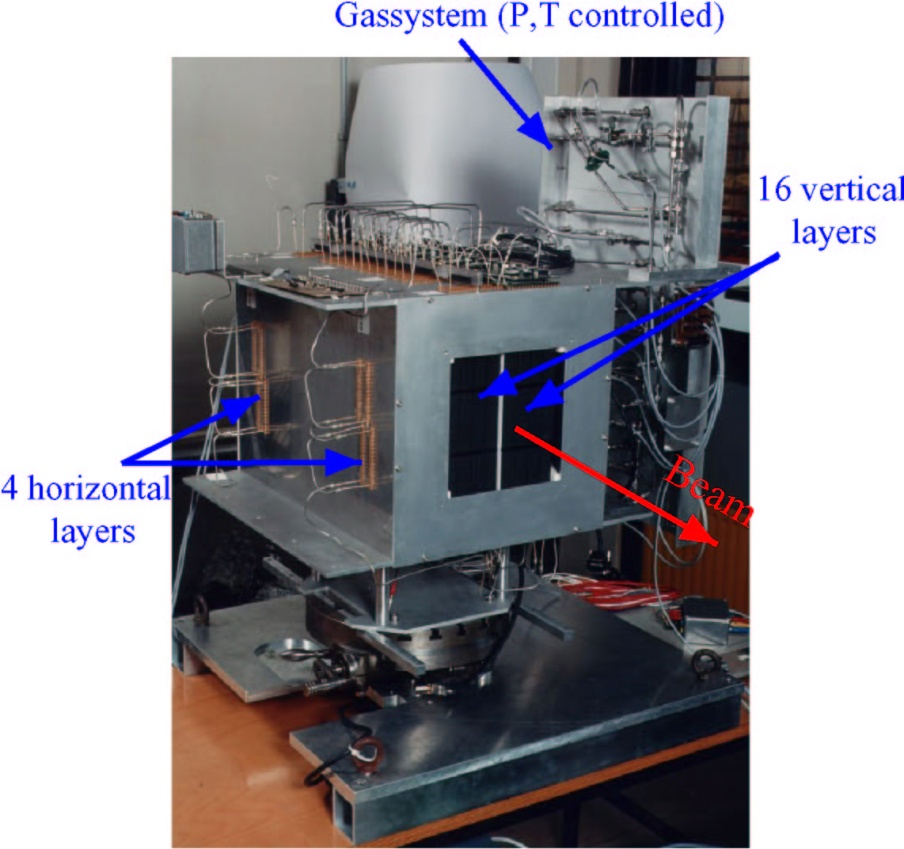 Gassystem (P,T controlled)
16 vertical
layers
4 horizontal
layers
Beam